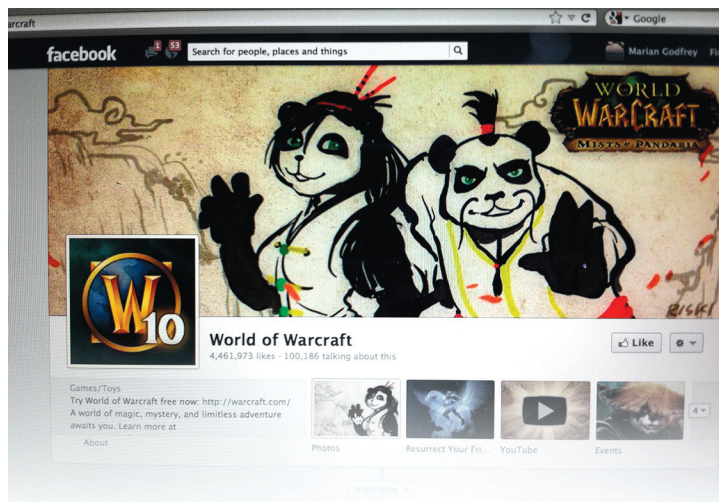 arcraft
Google
facebook
1
53
Search for people, places and things
Marian Godfrey
Fi
WORLD
WARCRAFT
MISTS of PANDARIA
W10
World of Warcraft
4,461,973 likes · 100,186 talking about this
Like
Games/Toys
Try World of Warcraft free now: http://warcraft.com/
A world of magic, mystery, and limitless adventure
awaits you. Learn more at
About
Photos
Resurrect Your Fri...
YouTube
Events
4
Highlights